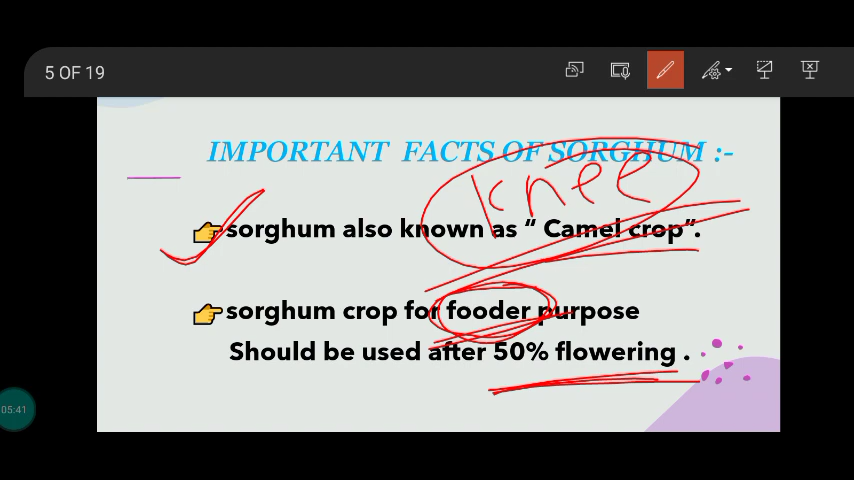 5 OF 19
IMPORTANT FACTS OF SORGHUM :-
knee
sorghum also known as “ Camel crop”.
sorghum crop for fooder purpose
Should be used after 50% flowering .
05:41